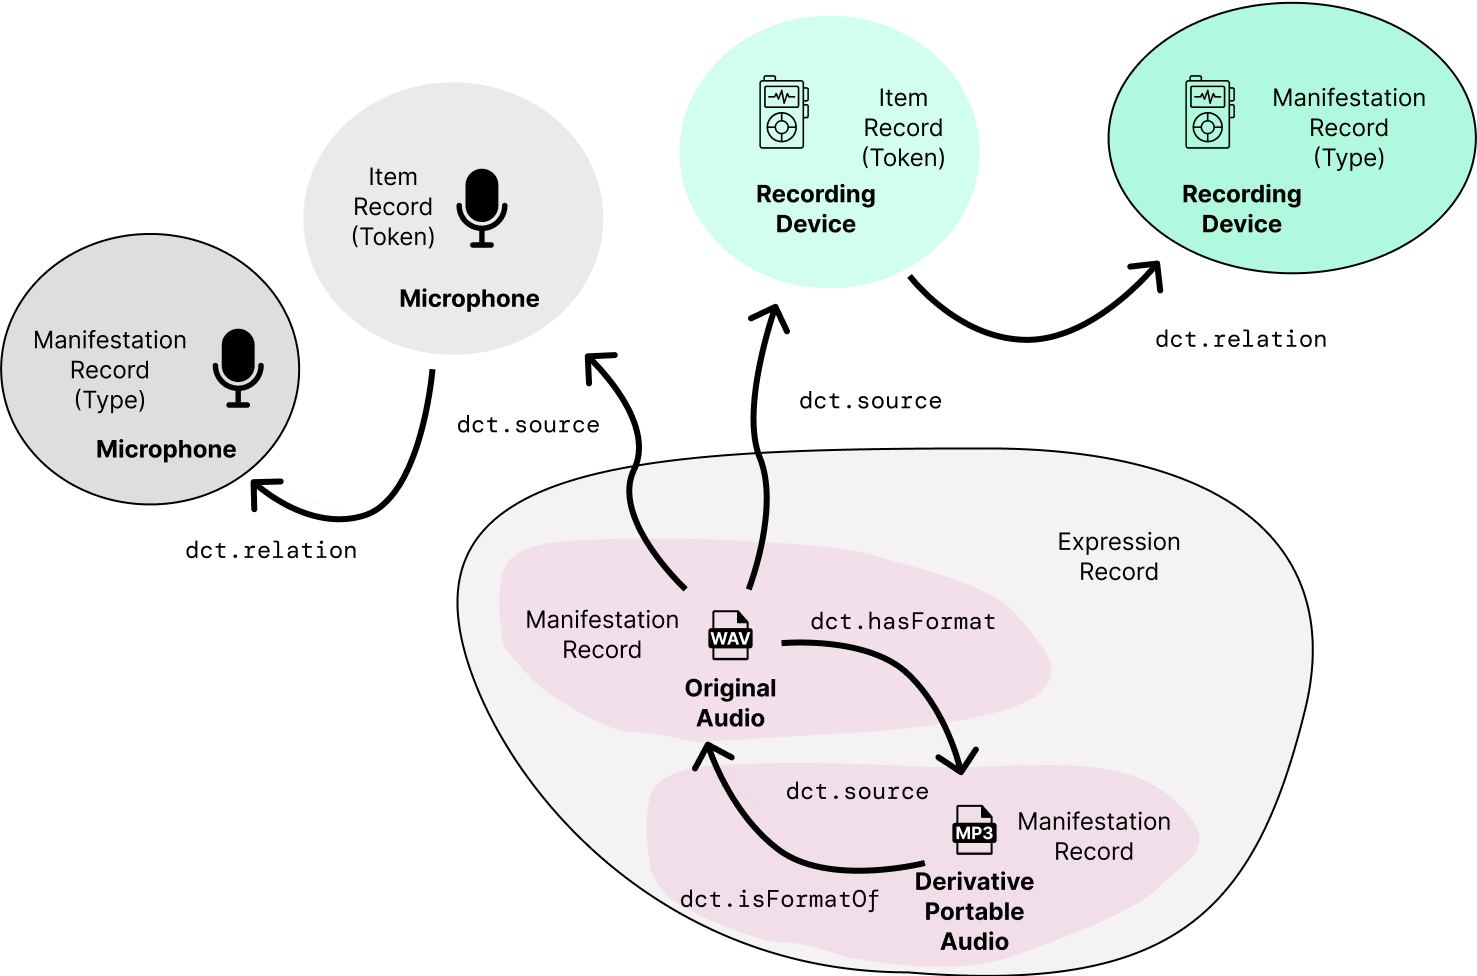 Item
Record
(Token)
Recording
Device
Manifestation
Record
(Type)
Recording
Device
Item
Record
(Token)
Microphone
Manifestation
Record
(Type)
Microphone
dct.relation
dct.source
dct.source
dct.relation
Expression
Record
Manifestation
Record
WAV
Original
Audio
dct.hasFormat
dct.source
MP3
Manifestation
Record
dct.isFormatOf
Derivative
Portable
Audio